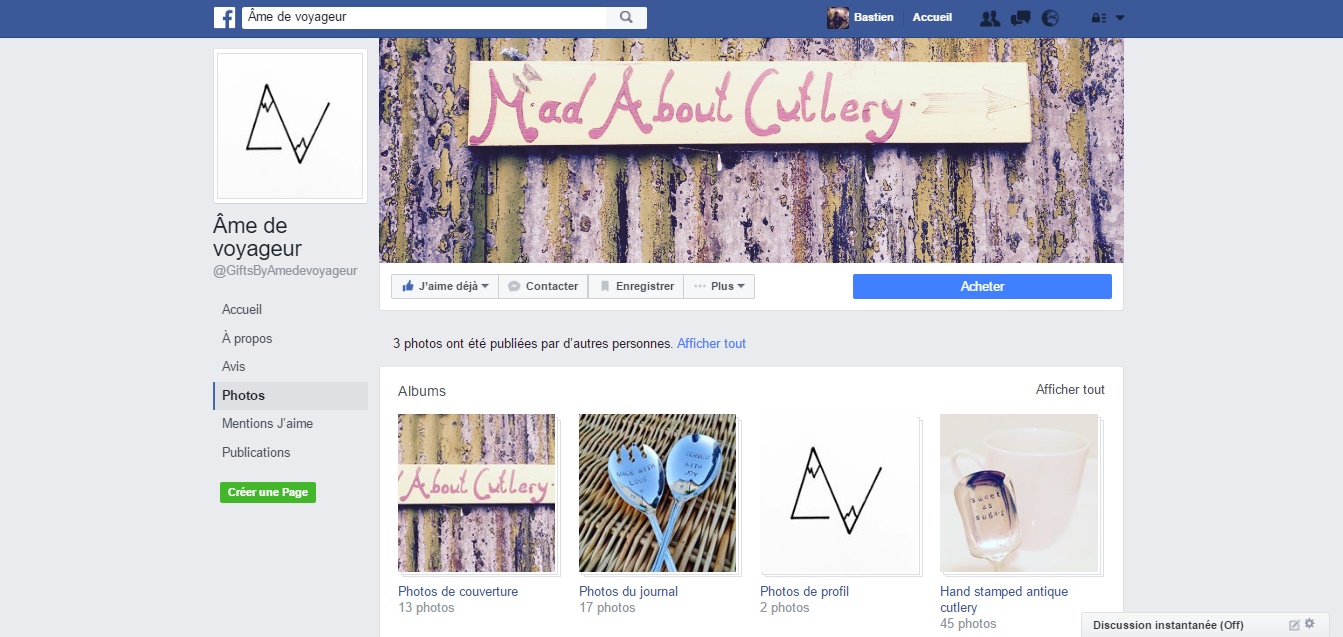 Âme de voyageur
Bastien
Accueil
Mad About Cutlery
Âme de
voyageur
@GiftsByAmedevoyageur
Accueil
À propos
Avis
Photos
Mentions J'aime
Publications
Créer une Page
J'aime déjà
Contacter
Enregistrer
Plus
Acheter
3 photos ont été publiées par d'autres personnes. Afficher tout
Albums
Afficher tout
About Cutlery
MADE WITH
LOVE
SERVED
WITH
JOY
sweet
as
sugar
Photos de couverture
13 photos
Photos du journal
17 photos
Photos de profil
2 photos
Hand stamped antique
cutlery
45 photos
Discussion instantanée (Off)